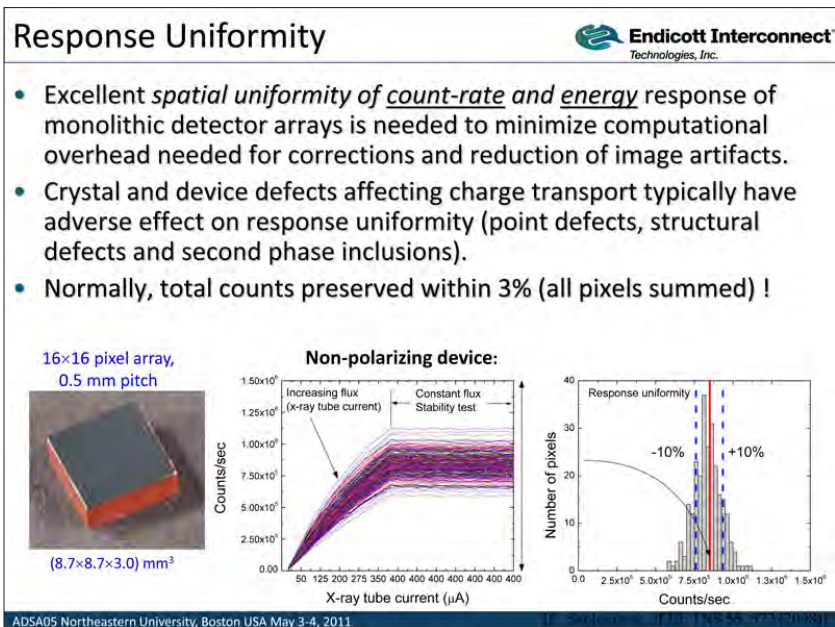 Response Uniformity
Endicott Interconnect
Technologies, Inc.
• Excellent spatial uniformity of count-rate and energy response of
monolithic detector arrays is needed to minimize computational
overhead needed for corrections and reduction of image artifacts.
• Crystal and device defects affecting charge transport typically have
adverse effect on response uniformity (point defects, structural
defects and second phase inclusions).
• Normally, total counts preserved within 3% (all pixels summed) !
16×16 pixel array,
0.5 mm pitch
(8.7×8.7×3.0) mm³
Non-polarizing device:
1.50x10⁶
1.25x10⁶
1.00x10⁶
7.50x10⁵
5.00x10⁵
2.50x10⁵
0.00
Counts/sec
Increasing flux
(x-ray tube current)
Constant flux
Stability test
50 125 200 275 350 400 400 400 400 400 400
X-ray tube current (μA)
40
30
20
10
0
Number of pixels
Response uniformity
-10%
+10%
0.0 2.5x10⁵ 5.0x10⁵ 7.5x10⁵ 1.0x10⁶ 1.3x10⁶ 1.5x10⁶
Counts/sec
ADSA05 Northeastern University, Boston USA May 3-4, 2011